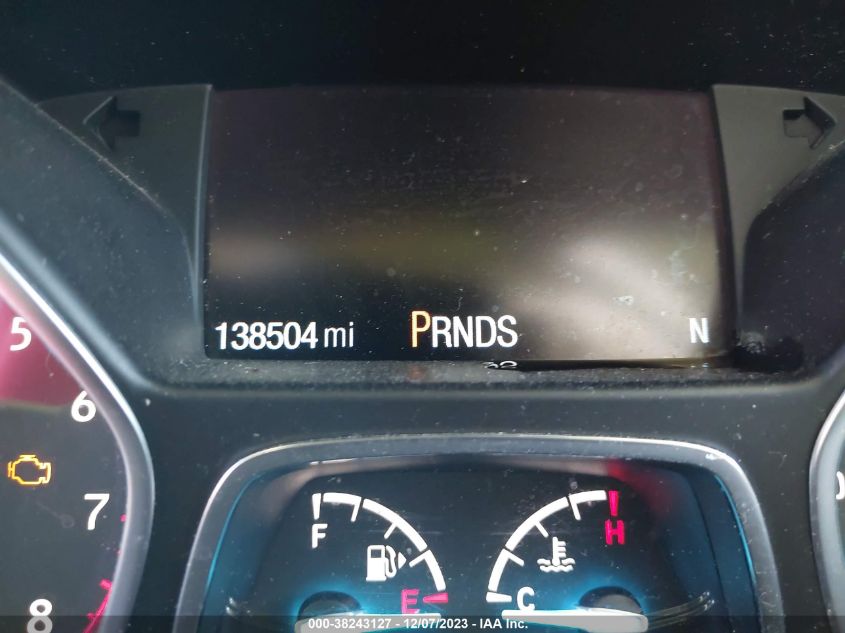 138504 mi PRNDS N
5
6
7
8
F H
E C
000-38243127 - 12/07/2023 - IAA Inc.